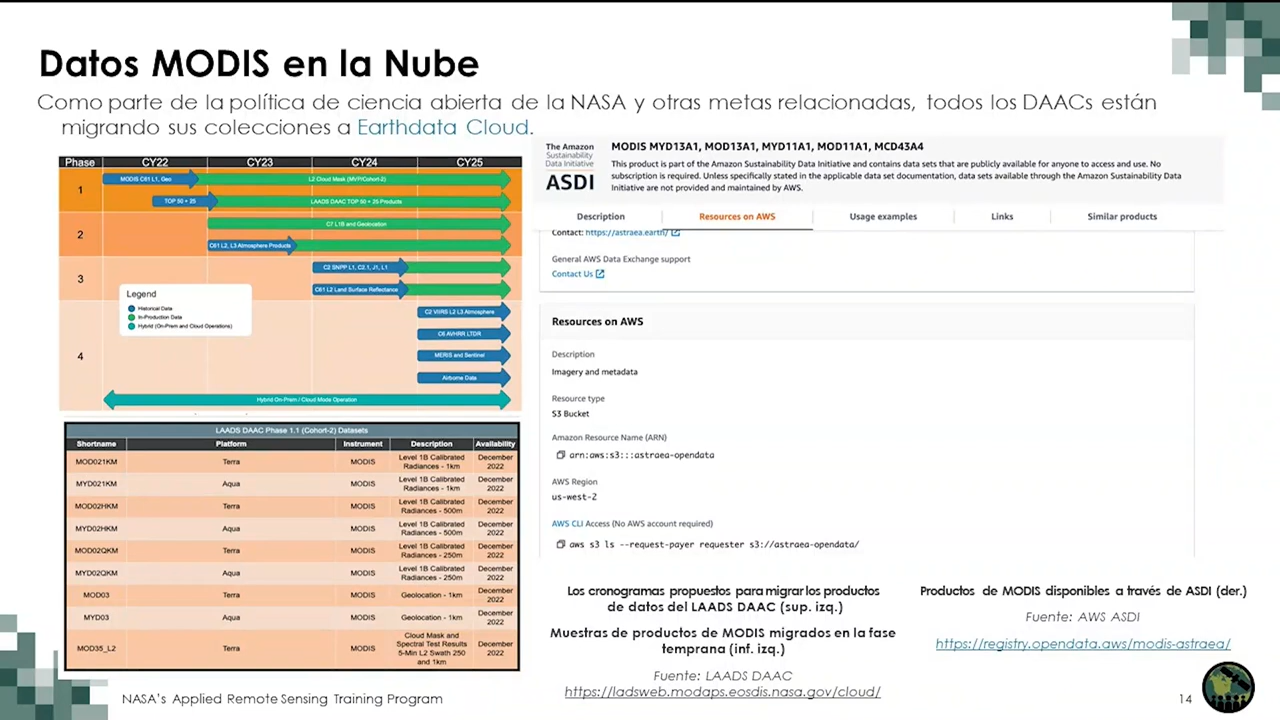 Datos MODIS en la Nube
Como parte de la política de ciencia abierta de la NASA y otras metas relacionadas, todos los DAACs están
migrando sus colecciones a Earthdata Cloud.
Phase CY22 CY23 CY24 CY25
1
MODIS C61 L1, Geo
L2 Cloud Mask (MVP/Cohort-2)
TOP 50 + 25
LAADS DAAC TOP 50 + 25 Products
2
C7 L1B and Geolocation
C61 L2, L3 Atmosphere Products
3
C2 SNPP L1, C2.1, J1, L1
C61 L2 Land Surface Reflectance
Legend
Historical Data
In-Production Data
Hybrid (On-Prem and Cloud Operations)
4
C2 VIIRS L2 L3 Atmosphere
C6 AVHRR LTDR
MERIS and Sentinel
Airborne Data
Hybrid On-Prem / Cloud Mode Operation
LAADS DAAC Phase 1.1 (Cohort-2) Datasets
Shortname Platform Instrument Description Availability
MOD021KM Terra MODIS Level 1B Calibrated Radiances - 1km December 2022
MYD021KM Aqua MODIS Level 1B Calibrated Radiances - 1km December 2022
MOD02HKM Terra MODIS Level 1B Calibrated Radiances - 500m December 2022
MYD02HKM Aqua MODIS Level 1B Calibrated Radiances - 500m December 2022
MOD02QKM Terra MODIS Level 1B Calibrated Radiances - 250m December 2022
MYD02QKM Aqua MODIS Level 1B Calibrated Radiances - 250m December 2022
MOD03 Terra MODIS Geolocation - 1km December 2022
MYD03 Aqua MODIS Geolocation - 1km December 2022
MOD35_L2 Terra MODIS Cloud Mask and Spectral Test Results 5-Min L2 Swath 250 and 1km December 2022
The Amazon
Sustainability
Data Initiative
ASDI
MODIS MYD13A1, MOD13A1, MYD11A1, MOD11A1, MCD43A4
This product is part of the Amazon Sustainability Data Initiative and contains data sets that are publicly available for anyone to access and use. No
subscription is required. Unless specifically stated in the applicable data set documentation, data sets available through the Amazon Sustainability Data
Initiative are not provided and maintained by AWS.
Description Resources on AWS Usage examples Links Similar products
Contact: https://astraea.earth/
General AWS Data Exchange support
Contact Us
Resources on AWS
Description
Imagery and metadata
Resource type
S3 Bucket
Amazon Resource Name (ARN)
arn:aws:s3:::astraea-opendata
AWS Region
us-west-2
AWS CLI Access (No AWS account required)
aws s3 ls --request-payer requester s3://astraea-opendata/
Los cronogramas propuestos para migrar los productos
de datos del LAADS DAAC (sup. izq.)
Muestras de productos de MODIS migrados en la fase
temprana (inf. izq.)
Fuente: LAADS DAAC
https://ladsweb.modaps.eosdis.nasa.gov/cloud/
Productos de MODIS disponibles a través de ASDI (der.)
Fuente: AWS ASDI
https://registry.opendata.aws/modis-astraea/
NASA's Applied Remote Sensing Training Program
14